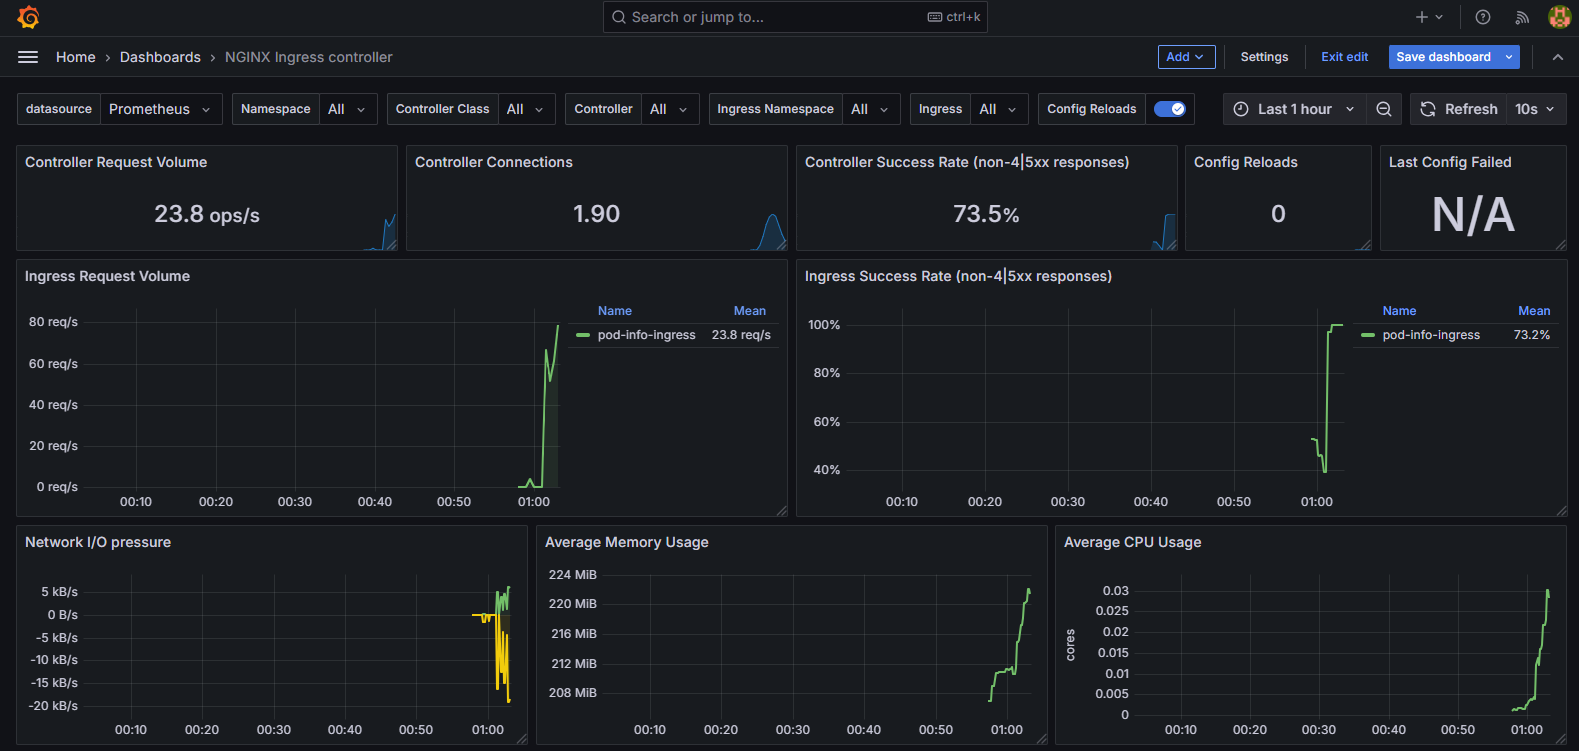 Search or jump to...
ctrl+k
Home › Dashboards › NGINX Ingress controller
Add
Settings
Exit edit
Save dashboard
datasource Prometheus
Namespace All
Controller Class All
Controller All
Ingress Namespace All
Ingress All
Config Reloads
Last 1 hour
Refresh 10s
Controller Request Volume
23.8 ops/s
Controller Connections
1.90
Controller Success Rate (non-4|5xx responses)
73.5%
Config Reloads
0
Last Config Failed
N/A
Ingress Request Volume
80 req/s
60 req/s
40 req/s
20 req/s
0 req/s
00:10 00:20 00:30 00:40 00:50 01:00
Name Mean
pod-info-ingress 23.8 req/s
Ingress Success Rate (non-4|5xx responses)
100%
80%
60%
40%
00:10 00:20 00:30 00:40 00:50 01:00
Name Mean
pod-info-ingress 73.2%
Network I/O pressure
5 kB/s
0 B/s
-5 kB/s
-10 kB/s
-15 kB/s
-20 kB/s
00:10 00:20 00:30 00:40 00:50 01:00
Average Memory Usage
224 MiB
220 MiB
216 MiB
212 MiB
208 MiB
00:10 00:20 00:30 00:40 00:50 01:00
Average CPU Usage
cores
0.03
0.025
0.02
0.015
0.01
0.005
0
00:10 00:20 00:30 00:40 00:50 01:00